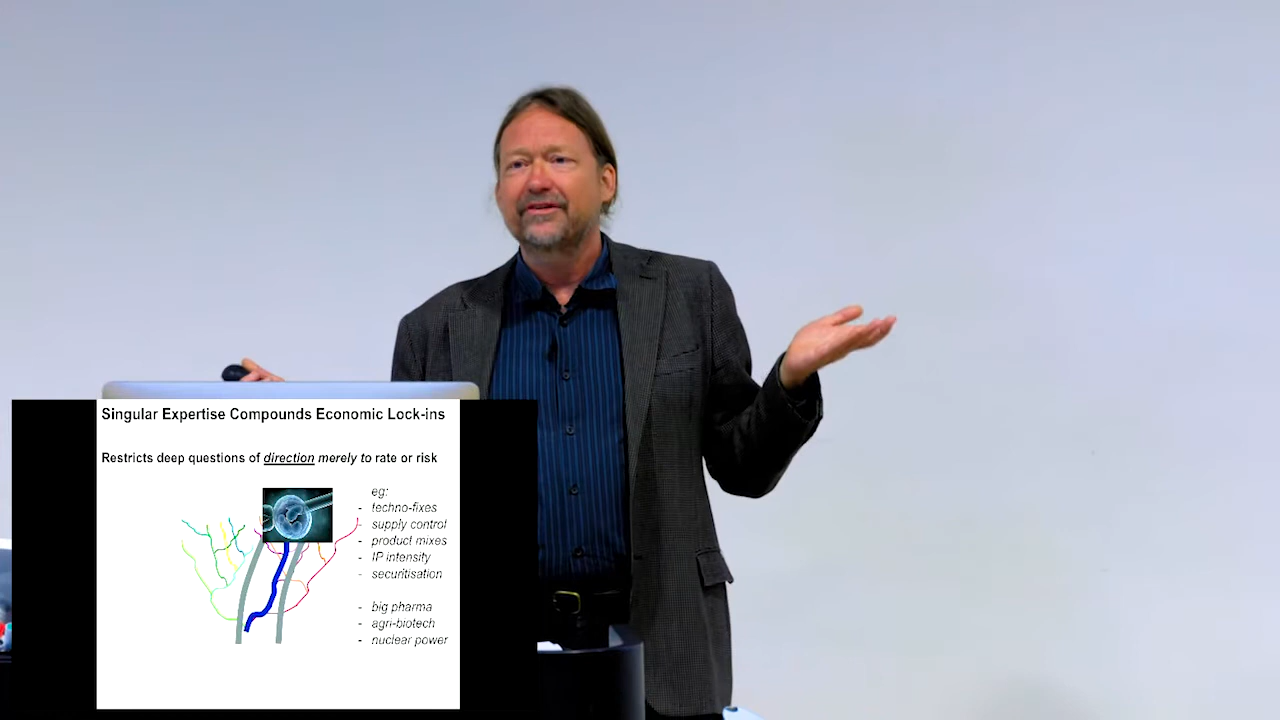 Singular Expertise Compounds Economic Lock-ins
Restricts deep questions of direction merely to rate or risk
eg:
- techno-fixes
- supply control
- product mixes
- IP intensity
- securitisation
- big pharma
- agri-biotech
- nuclear power